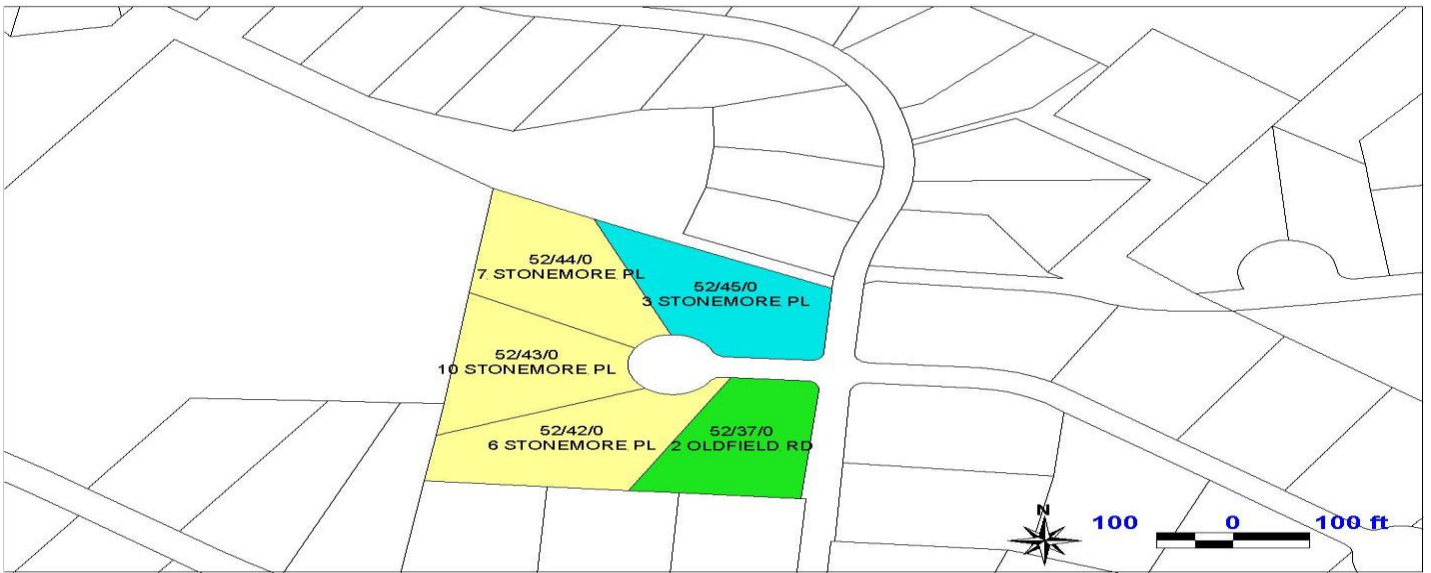 52/44/0
7 STONEMORE PL
52/45/0
3 STONEMORE PL
52/43/0
10 STONEMORE PL
52/42/0
6 STONEMORE PL
52/37/0
2 OLDFIELD RD
N
100 0 100 ft